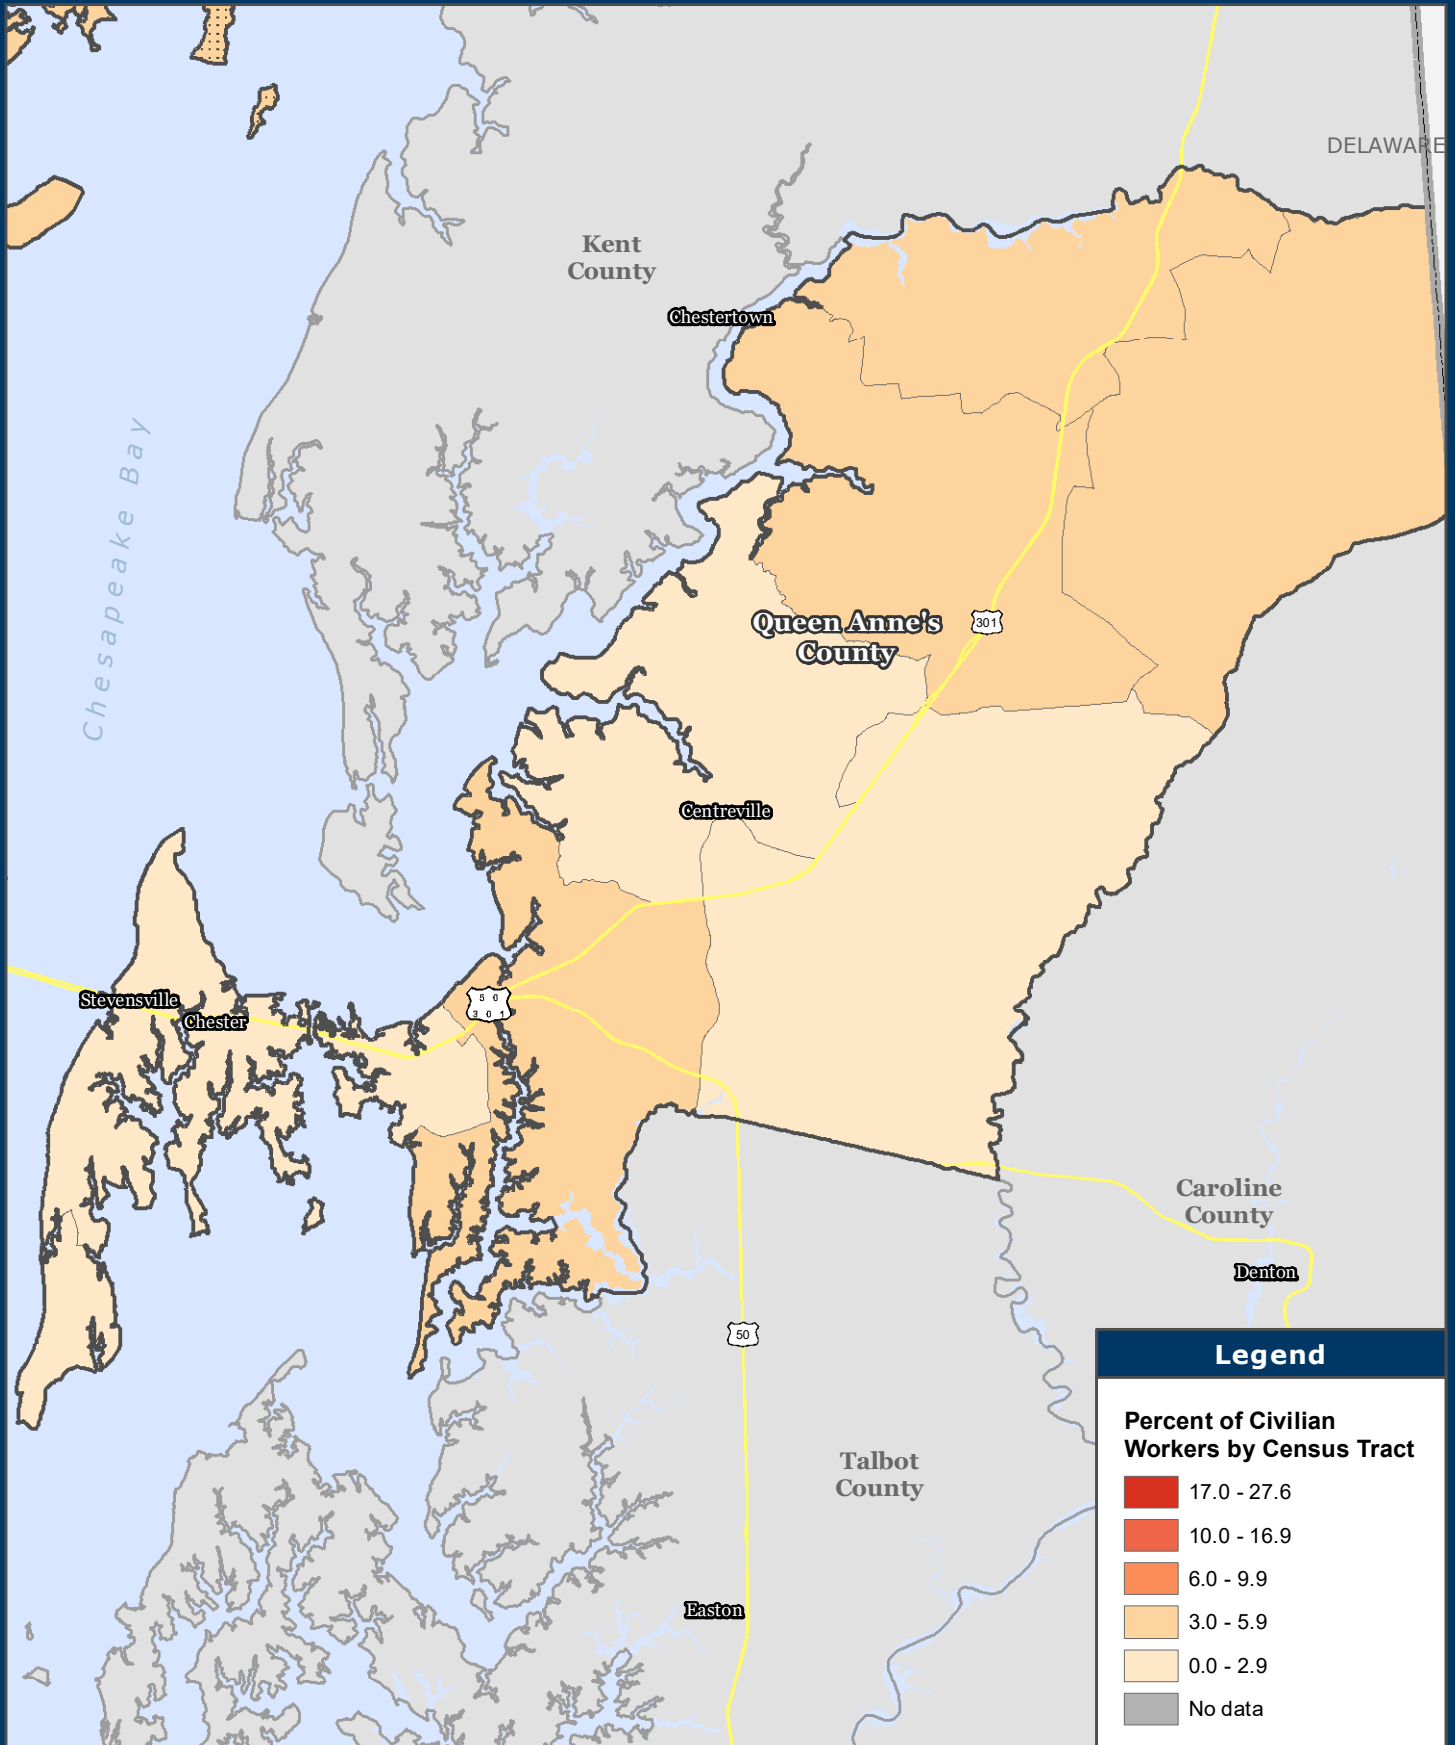 DELAWARE
Kent
County
Chestertown
Chesapeake Bay
Queen Anne's
County
301
Centreville
Stevensville
Chester
50
301
Caroline
County
Denton
50
Talbot
County
Easton
Legend
Percent of Civilian
Workers by Census Tract
17.0 - 27.6
10.0 - 16.9
6.0 - 9.9
3.0 - 5.9
0.0 - 2.9
No data